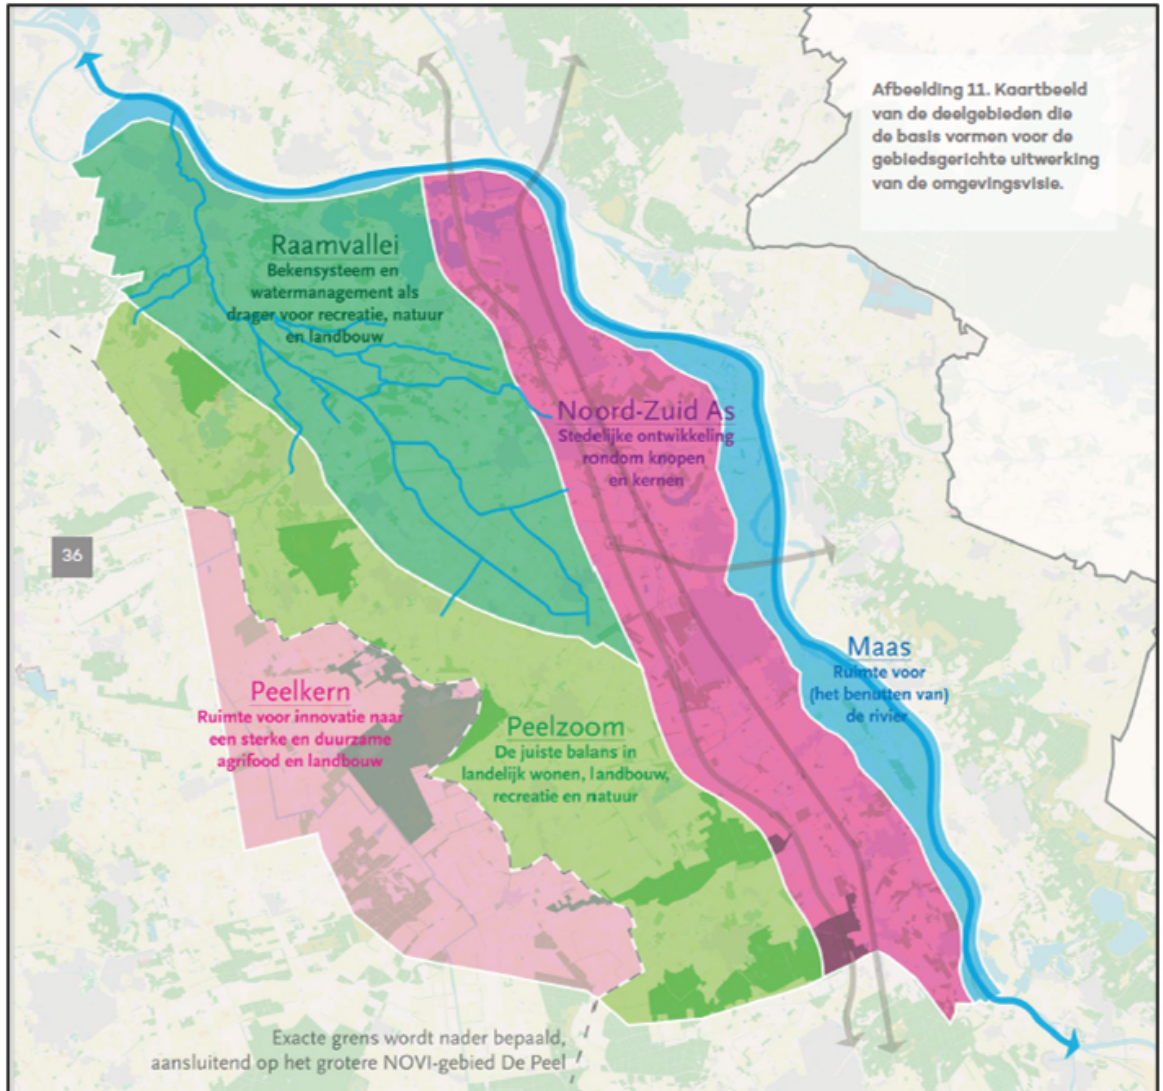 Afbeelding 11. Kaartbeeld
van de deelgebieden die
de basis vormen voor de
gebiedsgerichte uitwerking
van de omgevingsvisie.
Raamvallei
Bekensysteem en
watermanagement als
drager voor recreatie, natuur
en landbouw
Noord-Zuid As
Stedelijke ontwikkeling
rondom knopen
en kernen
36
Maas
Ruimte voor
(het benutten van)
de rivier
Peelkern
Ruimte voor innovatie naar
een sterke en duurzame
agrifood en landbouw
Peelzoom
De juiste balans in
landelijk wonen, landbouw,
recreatie en natuur
Exacte grens wordt nader bepaald,
aansluitend op het grotere NOVI-gebied De Peel